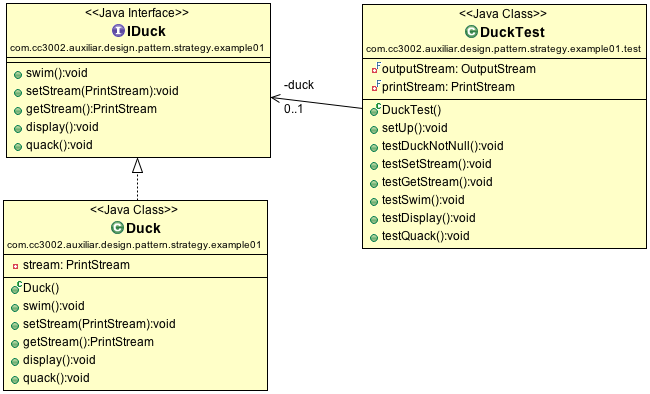 <<Java Interface>>
IDuck
com.cc3002.auxiliar.design.pattern.strategy.example01
swim():void
setStream(PrintStream):void
getStream():PrintStream
display():void
quack():void
-duck
0..1
<<Java Class>>
DuckTest
com.cc3002.auxiliar.design.pattern.strategy.example01.test
outputStream: OutputStream
printStream: PrintStream
DuckTest()
setUp():void
testDuckNotNull():void
testSetStream():void
testGetStream():void
testSwim():void
testDisplay():void
testQuack():void
<<Java Class>>
Duck
com.cc3002.auxiliar.design.pattern.strategy.example01
stream: PrintStream
Duck()
swim():void
setStream(PrintStream):void
getStream():PrintStream
display():void
quack():void